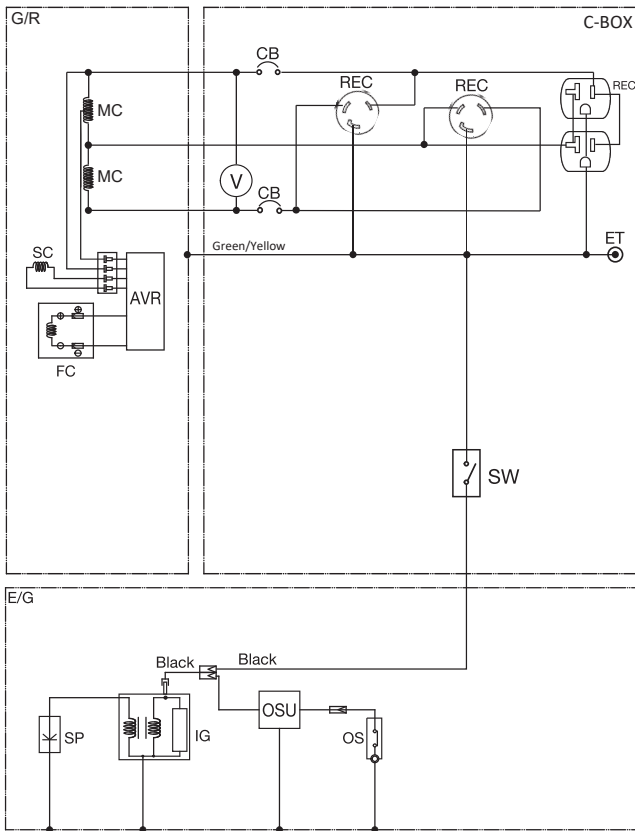 G/R
C-BOX
CB
REC
REC
REC
MC
MC
V
CB
SC
Green/Yellow
ET
AVR
FC
SW
E/G
Black
Black
OSU
SP
IG
OS